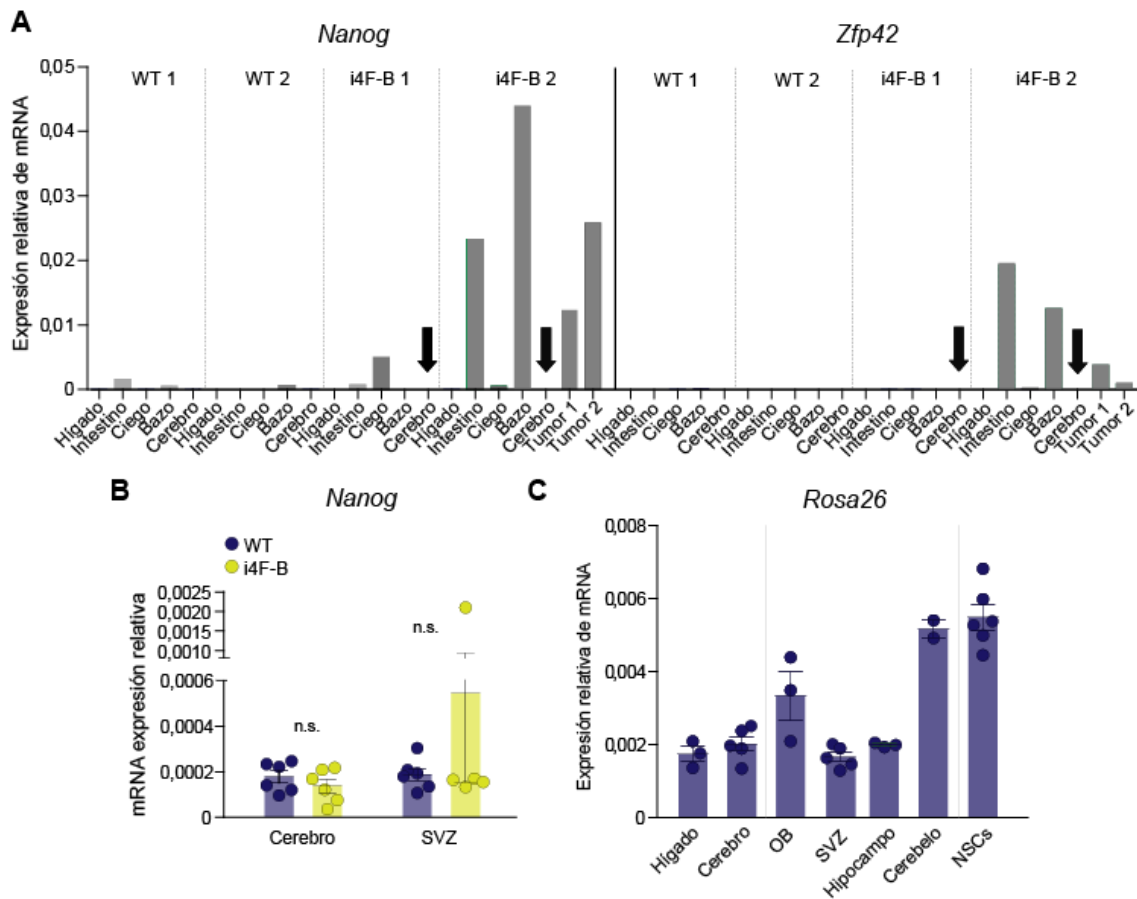 A
Nanog
Zfp42
Expresión relativa de mRNA
0,05
0,04
0,03
0,02
0,01
0
WT 1
WT 2
i4F-B 1
i4F-B 2
WT 1
WT 2
i4F-B 1
i4F-B 2
Hígado
Intestino
Ciego
Bazo
Cerebro
Hígado
Intestino
Ciego
Bazo
Cerebro
Hígado
Intestino
Ciego
Bazo
Cerebro
Hígado
Intestino
Ciego
Bazo
Cerebro
Tumor 1
Tumor 2
Hígado
Intestino
Ciego
Bazo
Cerebro
Hígado
Intestino
Ciego
Bazo
Cerebro
Hígado
Intestino
Ciego
Bazo
Cerebro
Hígado
Intestino
Ciego
Bazo
Cerebro
Tumor 1
Tumor 2
B
Nanog
WT
i4F-B
mRNA expresión relativa
0,0025
0,0020
0,0015
0,0010
0,0006
0,0004
0,0002
0
n.s.
n.s.
Cerebro
SVZ
C
Rosa26
Expresión relativa de mRNA
0,008
0,006
0,004
0,002
0
Hígado
Cerebro
OB
SVZ
Hipocampo
Cerebelo
NSCs